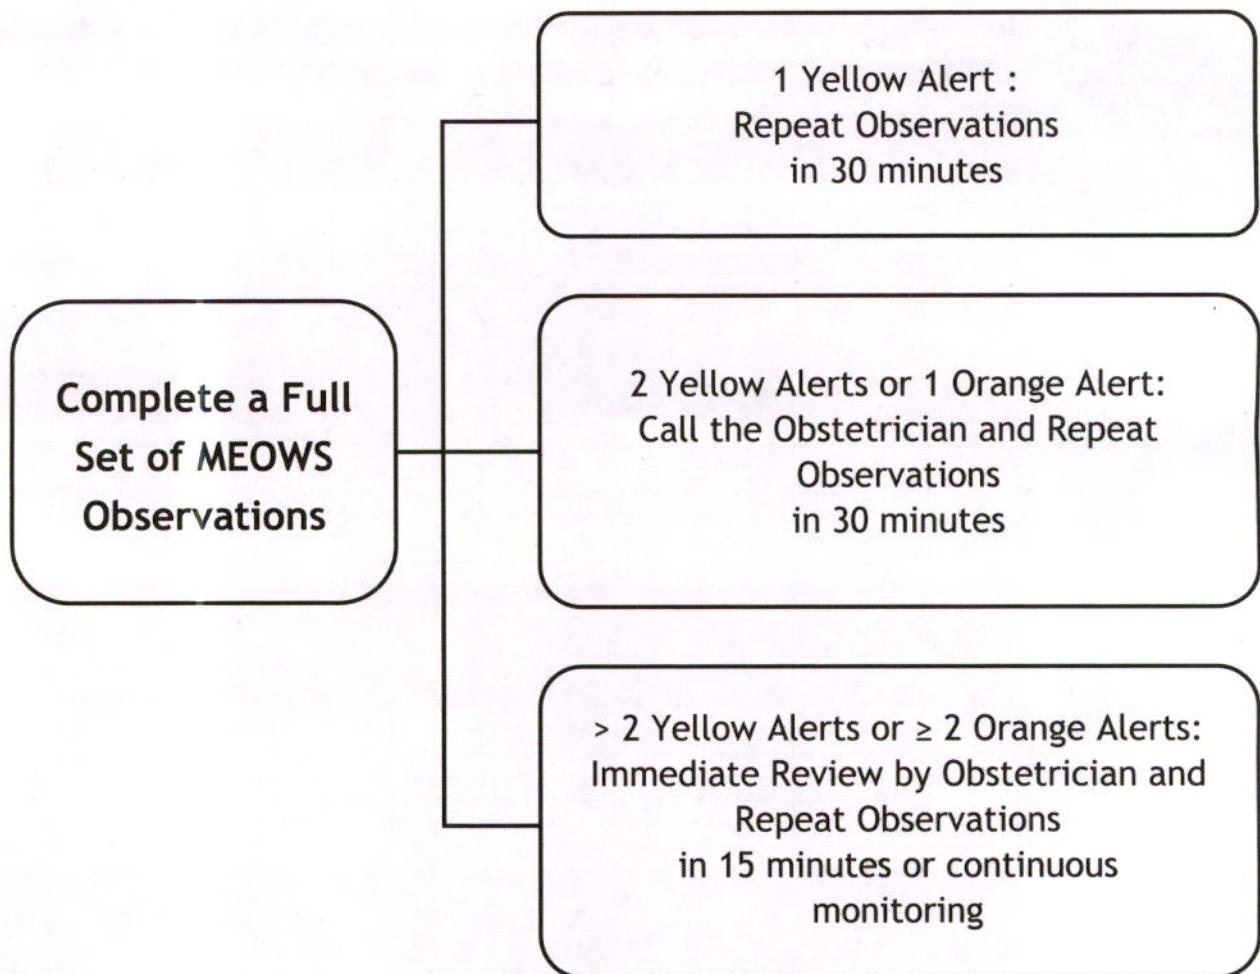 Complete a Full
Set of MEOWS
Observations
1 Yellow Alert :
Repeat Observations
in 30 minutes
2 Yellow Alerts or 1 Orange Alert:
Call the Obstetrician and Repeat
Observations
in 30 minutes
> 2 Yellow Alerts or ≥ 2 Orange Alerts:
Immediate Review by Obstetrician and
Repeat Observations
in 15 minutes or continuous
monitoring